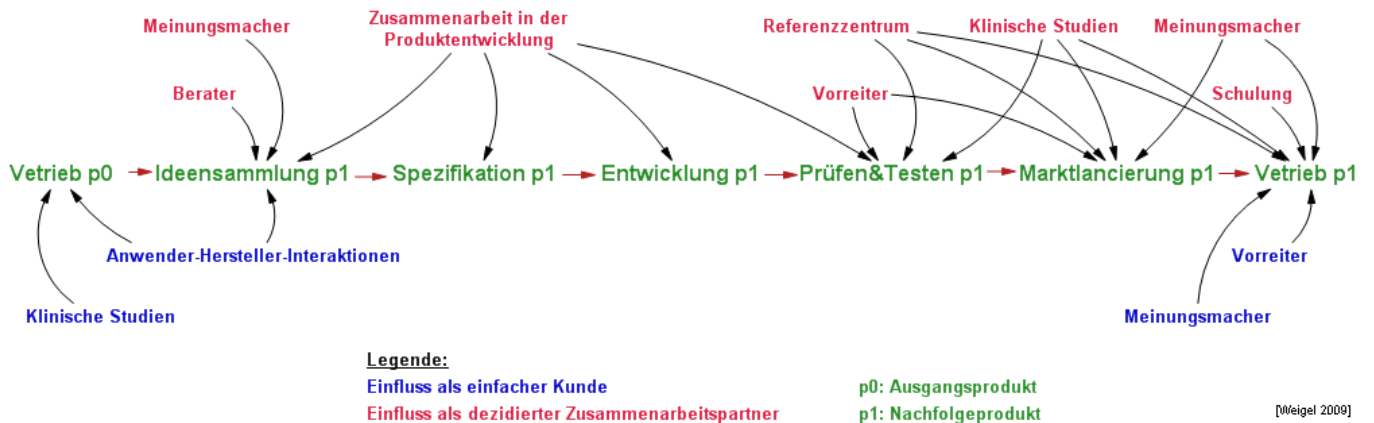 Meinungsmacher
Zusammenarbeit in der
Produktentwicklung
Referenzzentrum
Klinische Studien
Meinungsmacher
Berater
Vorreiter
Schulung
Vetrieb p0
Ideensammlung p1
Spezifikation p1
Entwicklung p1
Prüfen&Testen p1
Marktlancierung p1
Vetrieb p1
Anwender-Hersteller-Interaktionen
Vorreiter
Klinische Studien
Meinungsmacher
Legende:
Einfluss als einfacher Kunde
p0: Ausgangsprodukt
Einfluss als dezidierter Zusammenarbeitspartner
p1: Nachfolgeprodukt
[Weigel 2009]